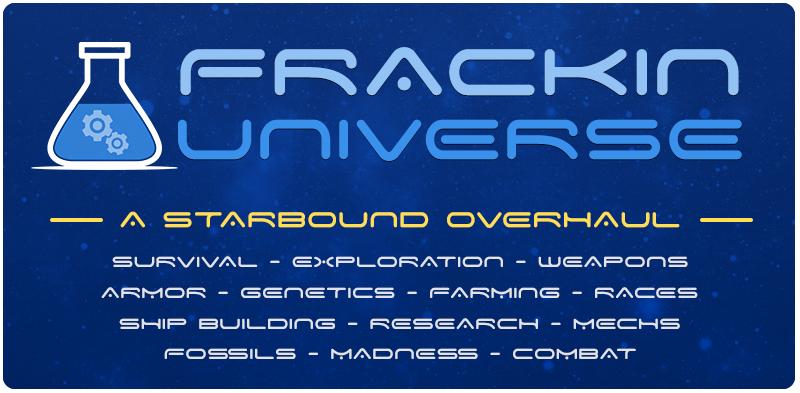 FRACKIN
UNIVERSE
A STARBOUND OVERHAUL
SURVIVAL - EXPLORATION - WEAPONS
ARMOR - GENETICS - FARMING - RACES
SHIP BUILDING - RESEARCH - MECHS
FOSSILS - MADNESS - COMBAT